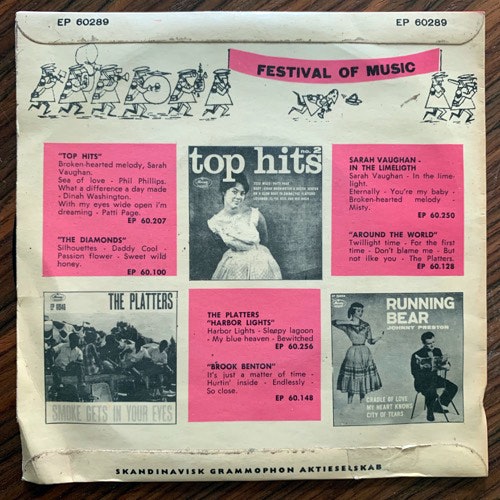 EP 60289
EP 60289
FESTIVAL OF MUSIC
"TOP HITS"
Broken-hearted melody, Sarah
Vaughan.
See of love - Phil Phillips.
What a difference a day made
- Dinah Washington.
With my eyes wide open i'm
dreaming - Patti Page.
EP 60.207
"THE DIAMONDS"
Silhouettes - Daddy Cool -
Passion flower - Sweet wild
honey.
EP 60.100
top hits no. 2
SARAH VAUGHAN -
IN THE LIMELIGTH
Sarah Vaughan - In the lime-
light.
Eternally - You're my baby -
Broken-hearted melody -
Misty.
EP 60.250
"AROUND THE WORLD"
Twillight time - For the first
time - Don't blame me - But
not ilke you - The Platters.
EP 60.128
THE PLATTERS
SMOKE GETS IN YOUR EYES
THE PLATTERS
"HARBOR LIGHTS"
Harbor Lights - Sleppy lagoon
- My blue heaven - Bewitched
EP 60.256
"BROOK BENTON"
It's just a matter of time -
Hurtin' inside - Endlessly -
So close.
EP 60.148
RUNNING
BEAR
JOHNNY PRESTON
CRADLE OF LOVE
MY HEART KNOWS
CITY OF TEARS
SKANDINAVISK GRAMMOPHON AKTIESELSKAB